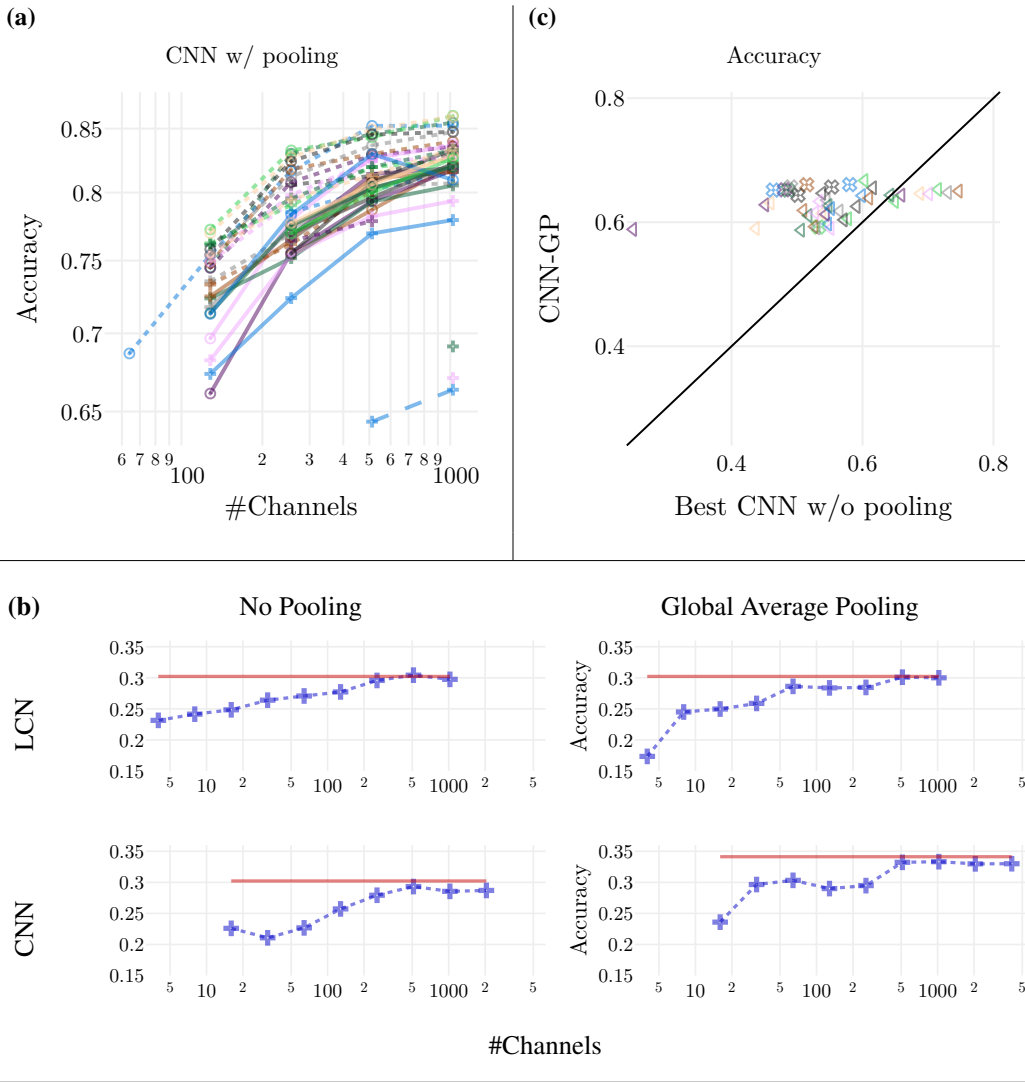 (a)
CNN w/ pooling
Accuracy
0.85
0.8
0.75
0.7
0.65
6 7 8 9 100 2 3 4 5 6 7 8 9 1000
#Channels
(c)
Accuracy
CNN-GP
0.8
0.6
0.4
0.4 0.6 0.8
Best CNN w/o pooling
(b)
No Pooling
Global Average Pooling
LCN
0.35
0.3
0.25
0.2
0.15
5 10 2 5 100 2 5 1000 2 5
Accuracy
0.35
0.3
0.25
0.2
0.15
5 10 2 5 100 2 5 1000 2 5
CNN
0.35
0.3
0.25
0.2
0.15
5 10 2 5 100 2 5 1000 2 5
Accuracy
0.35
0.3
0.25
0.2
0.15
5 10 2 5 100 2 5 1000 2 5
#Channels